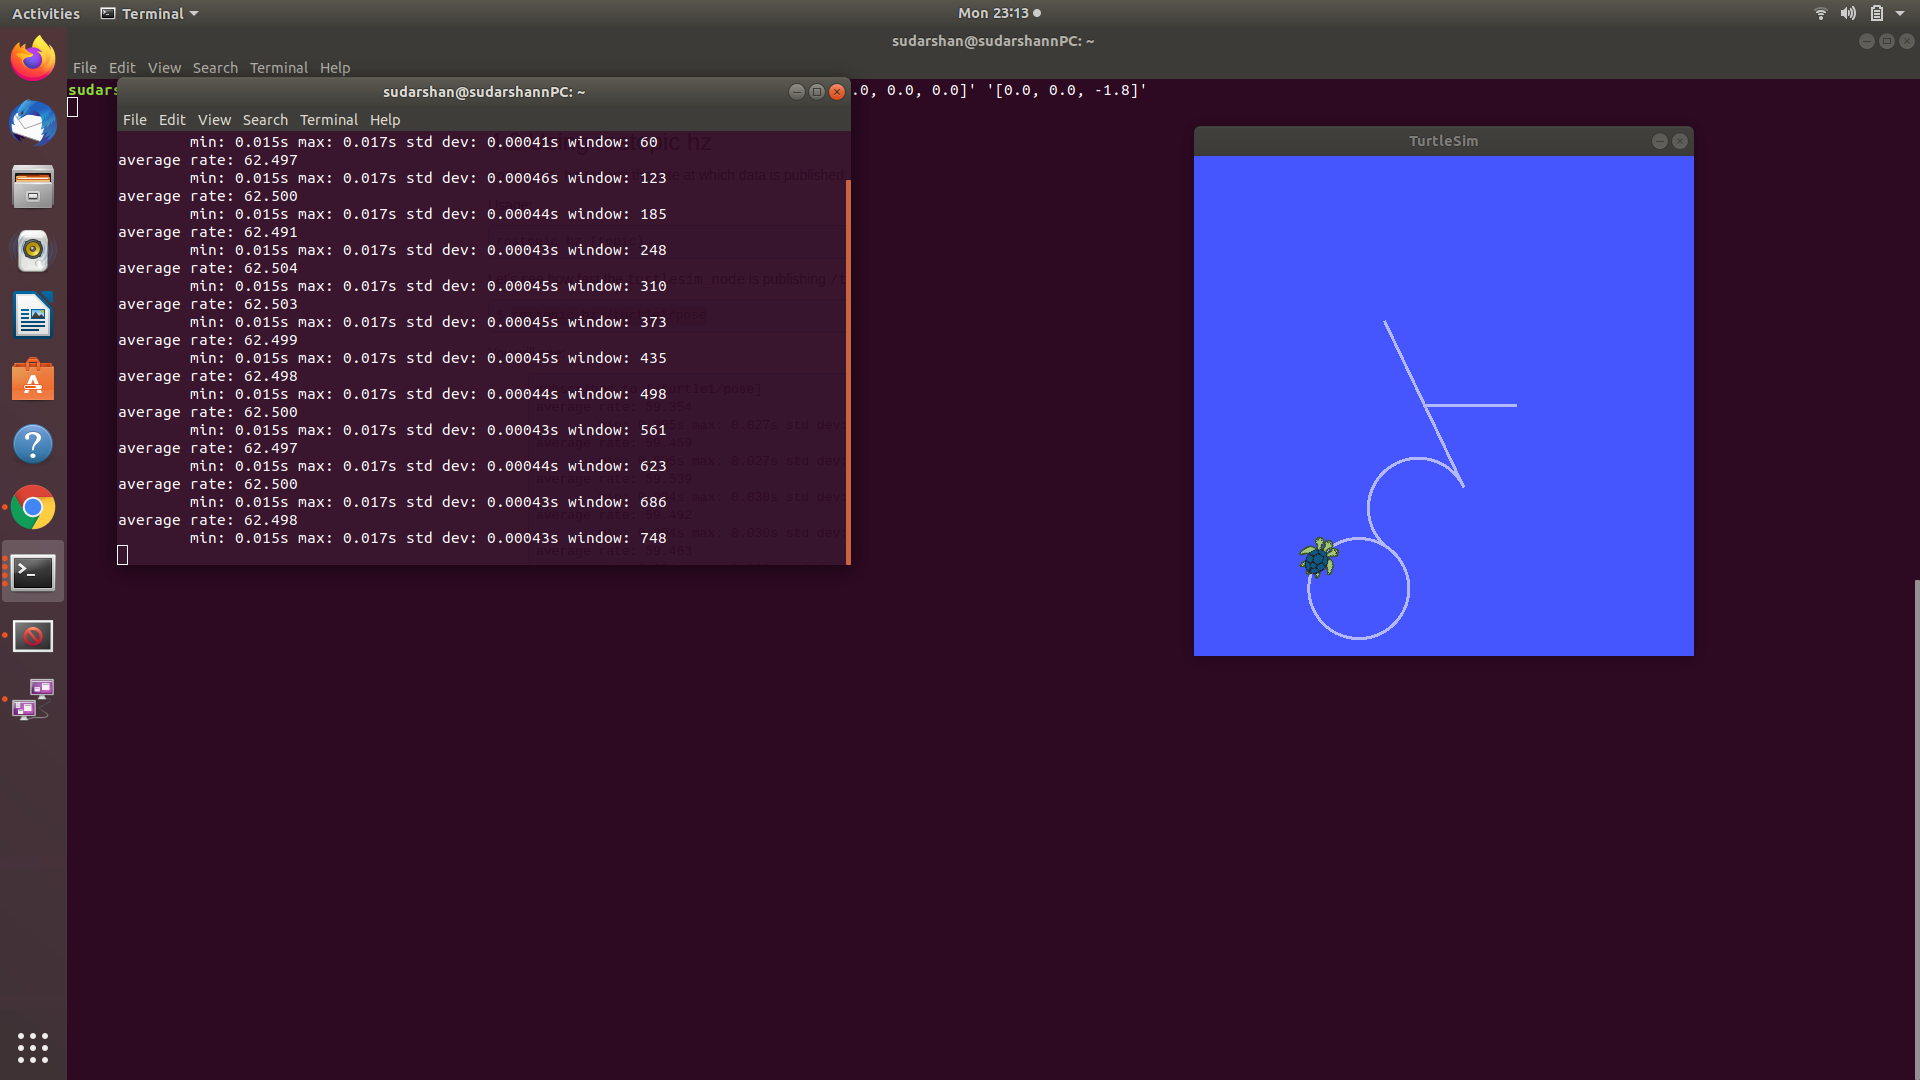 Activities Terminal Mon 23:13
sudarshan@sudarshannPC: ~
File Edit View Search Terminal Help
sudars .0, 0.0, 0.0]' '[0.0, 0.0, -1.8]'
sudarshan@sudarshannPC: ~
File Edit View Search Terminal Help
min: 0.015s max: 0.017s std dev: 0.00041s window: 60
average rate: 62.497
min: 0.015s max: 0.017s std dev: 0.00046s window: 123
average rate: 62.500
min: 0.015s max: 0.017s std dev: 0.00044s window: 185
average rate: 62.491
min: 0.015s max: 0.017s std dev: 0.00043s window: 248
average rate: 62.504
min: 0.015s max: 0.017s std dev: 0.00045s window: 310
average rate: 62.503
min: 0.015s max: 0.017s std dev: 0.00045s window: 373
average rate: 62.499
min: 0.015s max: 0.017s std dev: 0.00045s window: 435
average rate: 62.498
min: 0.015s max: 0.017s std dev: 0.00044s window: 498
average rate: 62.500
min: 0.015s max: 0.017s std dev: 0.00043s window: 561
average rate: 62.497
min: 0.015s max: 0.017s std dev: 0.00044s window: 623
average rate: 62.500
min: 0.015s max: 0.017s std dev: 0.00043s window: 686
average rate: 62.498
min: 0.015s max: 0.017s std dev: 0.00043s window: 748
TurtleSim